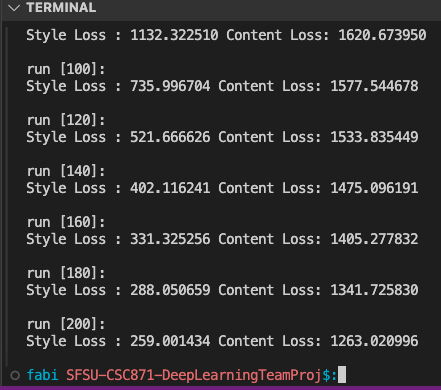 TERMINAL
Style Loss : 1132.322510 Content Loss: 1620.673950
run [100]:
Style Loss : 735.996704 Content Loss: 1577.544678
run [120]:
Style Loss : 521.666626 Content Loss: 1533.835449
run [140]:
Style Loss : 402.116241 Content Loss: 1475.096191
run [160]:
Style Loss : 331.325256 Content Loss: 1405.277832
run [180]:
Style Loss : 288.050659 Content Loss: 1341.725830
run [200]:
Style Loss : 259.001434 Content Loss: 1263.020996
fabi SFSU-CSC871-DeepLearningTeamProj$: